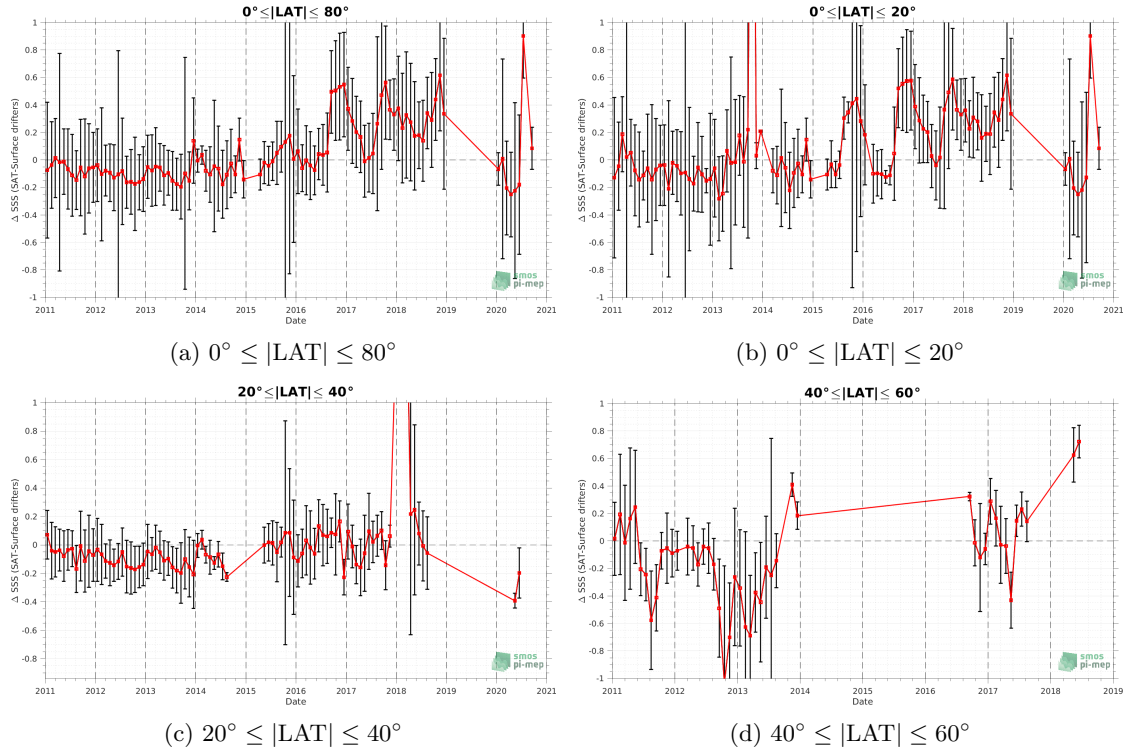 0°≤|LAT|≤ 80°
1
0.8
0.6
0.4
0.2
0
-0.2
-0.4
-0.6
-0.8
-1
Δ SSS (SAT-Surface drifters)
2011 2012 2013 2014 2015 2016 2017 2018 2019 2020 2021
Date
smos
pi-mep
(a) 0° ≤ |LAT| ≤ 80°
0°≤|LAT|≤ 20°
1
0.8
0.6
0.4
0.2
0
-0.2
-0.4
-0.6
-0.8
-1
Δ SSS (SAT-Surface drifters)
2011 2012 2013 2014 2015 2016 2017 2018 2019 2020 2021
Date
smos
pi-mep
(b) 0° ≤ |LAT| ≤ 20°
20°≤|LAT|≤ 40°
1
0.8
0.6
0.4
0.2
0
-0.2
-0.4
-0.6
-0.8
Δ SSS (SAT-Surface drifters)
2011 2012 2013 2014 2015 2016 2017 2018 2019 2020 2021
Date
smos
pi-mep
(c) 20° ≤ |LAT| ≤ 40°
40°≤|LAT|≤ 60°
1
0.8
0.6
0.4
0.2
0
-0.2
-0.4
-0.6
-0.8
-1
Δ SSS (SAT-Surface drifters)
2011 2012 2013 2014 2015 2016 2017 2018 2019
Date
smos
pi-mep
(d) 40° ≤ |LAT| ≤ 60°